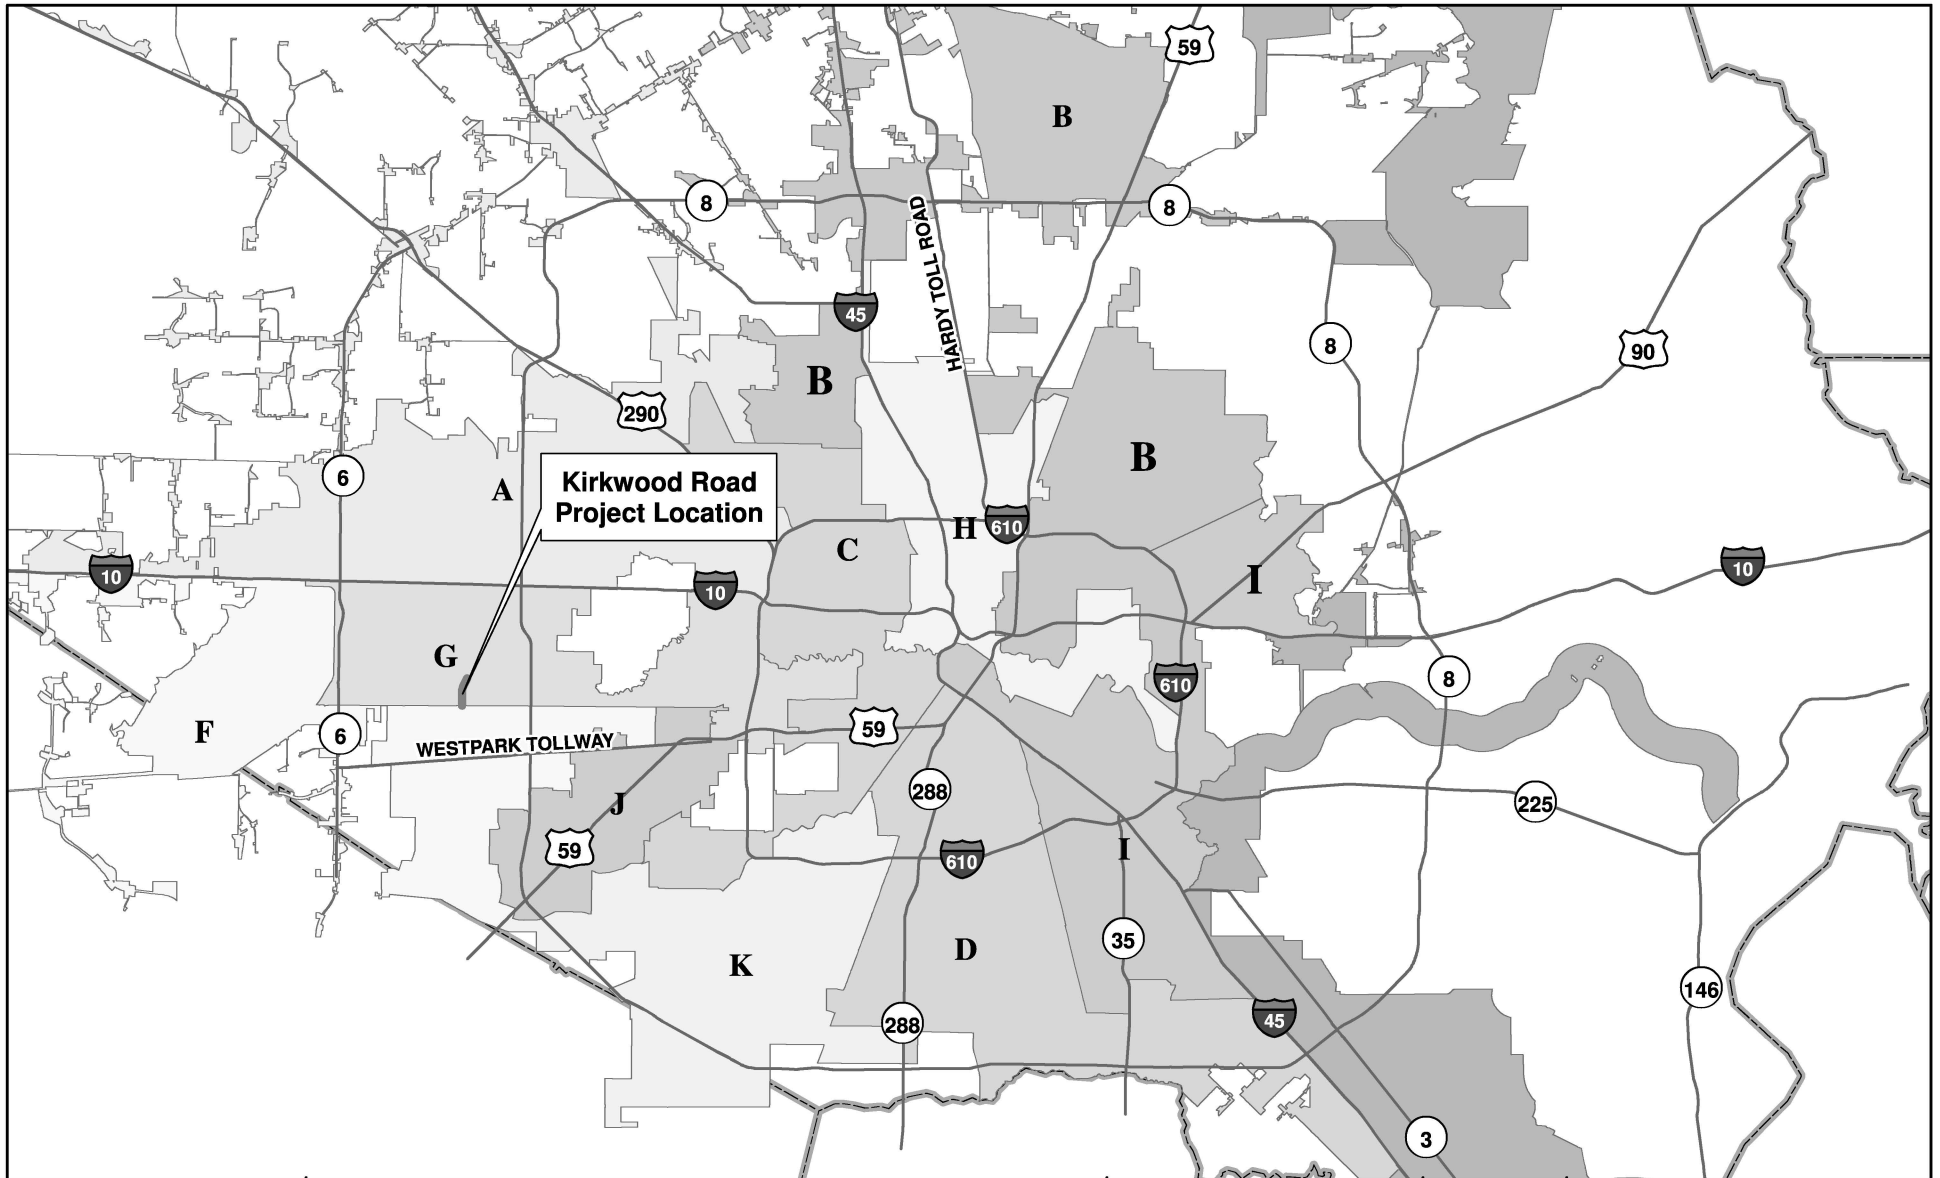 59
B
8
8
HARDY TOLL ROAD
45
8
90
B
290
B
6
A
Kirkwood Road
Project Location
H
610
C
I
10
10
10
G
610
8
F
6
59
WESTPARK TOLLWAY
288
225
J
59
610
I
35
D
K
146
288
45
3